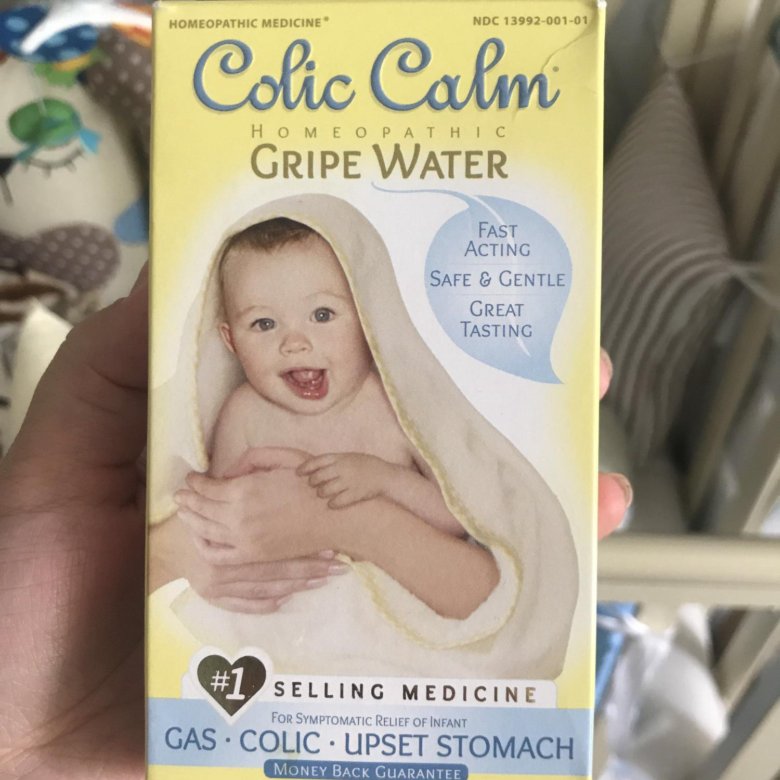 HOMEOPATHIC MEDICINE* NDC 13992-001-01
Colic Calm®
HOMEOPATHIC
GRIPE WATER
FAST
ACTING
SAFE & GENTLE
GREAT
TASTING
#1 SELLING MEDICINE
FOR SYMPTOMATIC RELIEF OF INFANT
GAS · COLIC · UPSET STOMACH
MONEY BACK GUARANTEE